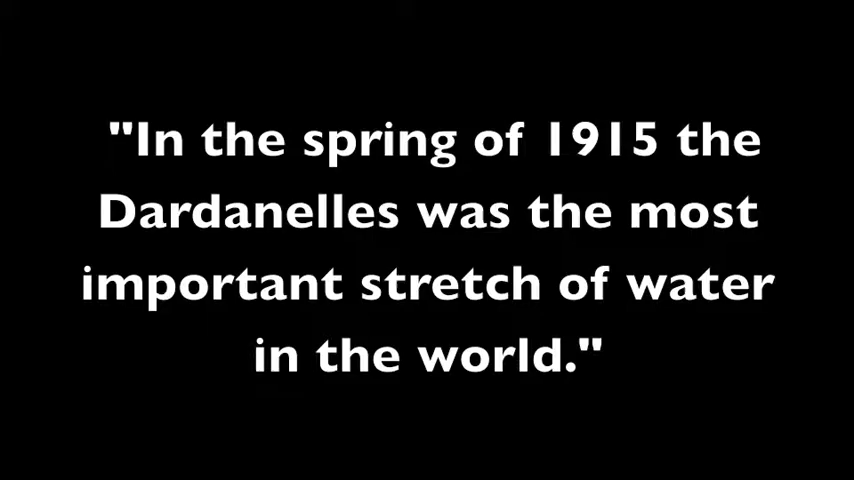 "In the spring of 1915 the
Dardanelles was the most
important stretch of water
in the world."